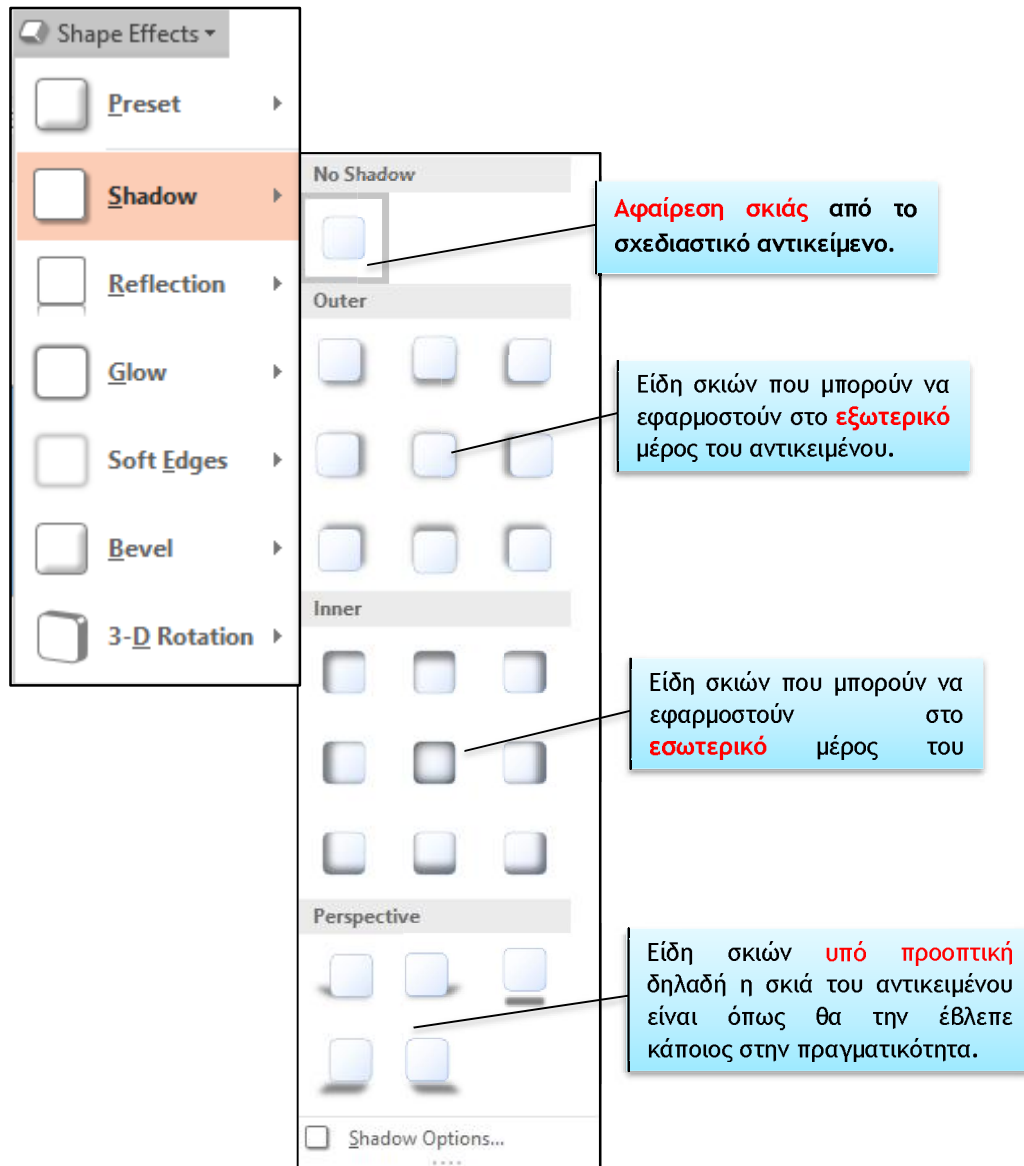 Shape Effects
Preset
Shadow
Reflection
Glow
Soft Edges
Bevel
3-D Rotation
No Shadow
Outer
Inner
Perspective
Shadow Options...
Αφαίρεση σκιάς από το
σχεδιαστικό αντικείμενο.
Είδη σκιών που μπορούν να
εφαρμοστούν στο εξωτερικό
μέρος του αντικειμένου.
Είδη σκιών που μπορούν να
εφαρμοστούν στο
εσωτερικό μέρος του
Είδη σκιών υπό προοπτική
δηλαδή η σκιά του αντικειμένου
είναι όπως θα την έβλεπε
κάποιος στην πραγματικότητα.